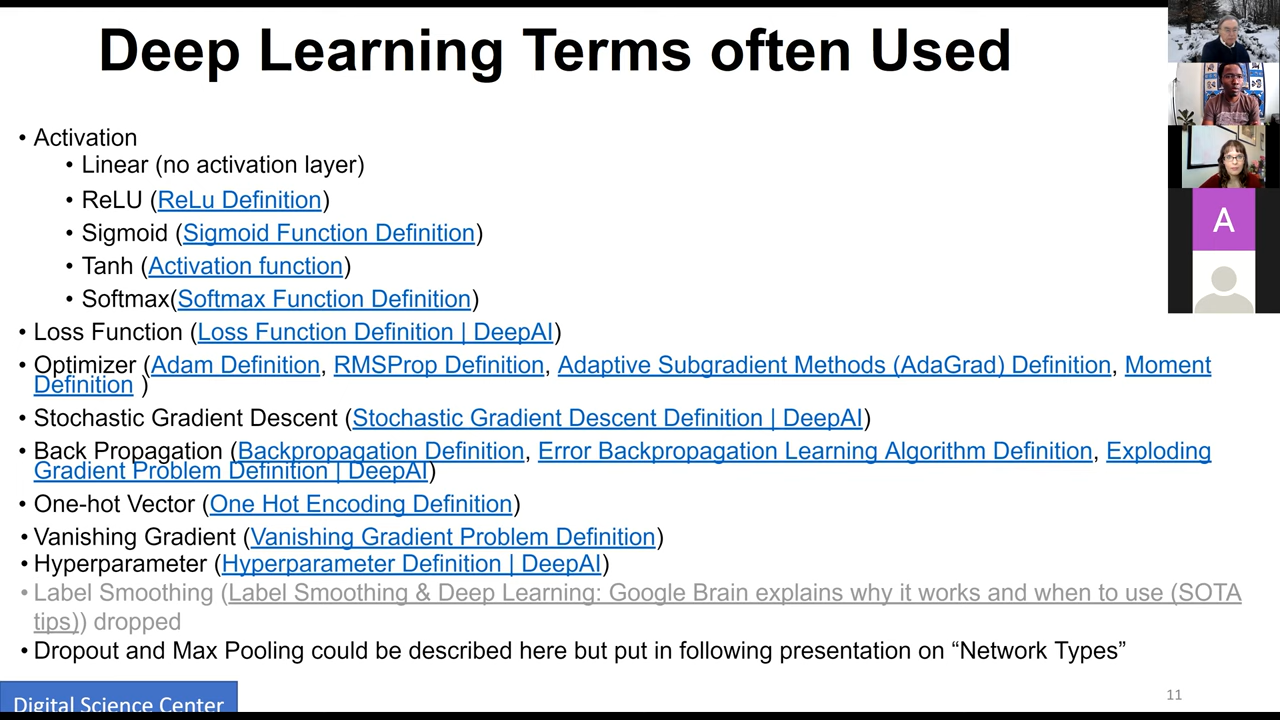 Deep Learning Terms often Used
• Activation
• Linear (no activation layer)
• ReLU (ReLu Definition)
• Sigmoid (Sigmoid Function Definition)
• Tanh (Activation function)
• Softmax(Softmax Function Definition)
• Loss Function (Loss Function Definition | DeepAI)
• Optimizer (Adam Definition, RMSProp Definition, Adaptive Subgradient Methods (AdaGrad) Definition, Moment
Definition )
• Stochastic Gradient Descent (Stochastic Gradient Descent Definition | DeepAI)
• Back Propagation (Backpropagation Definition, Error Backpropagation Learning Algorithm Definition, Exploding
Gradient Problem Definition | DeepAI)
• One-hot Vector (One Hot Encoding Definition)
• Vanishing Gradient (Vanishing Gradient Problem Definition)
• Hyperparameter (Hyperparameter Definition | DeepAI)
• Label Smoothing (Label Smoothing & Deep Learning: Google Brain explains why it works and when to use (SOTA
tips)) dropped
• Dropout and Max Pooling could be described here but put in following presentation on “Network Types”
Digital Science Center
11
A